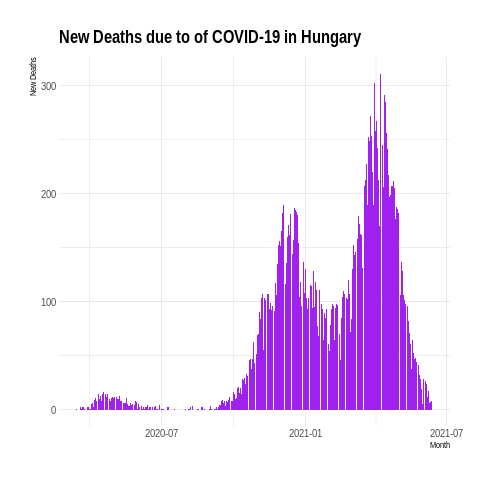 New Deaths due to of COVID-19 in Hungary
New Deaths
300
200
100
0
2020-07
2021-01
2021-07
Month